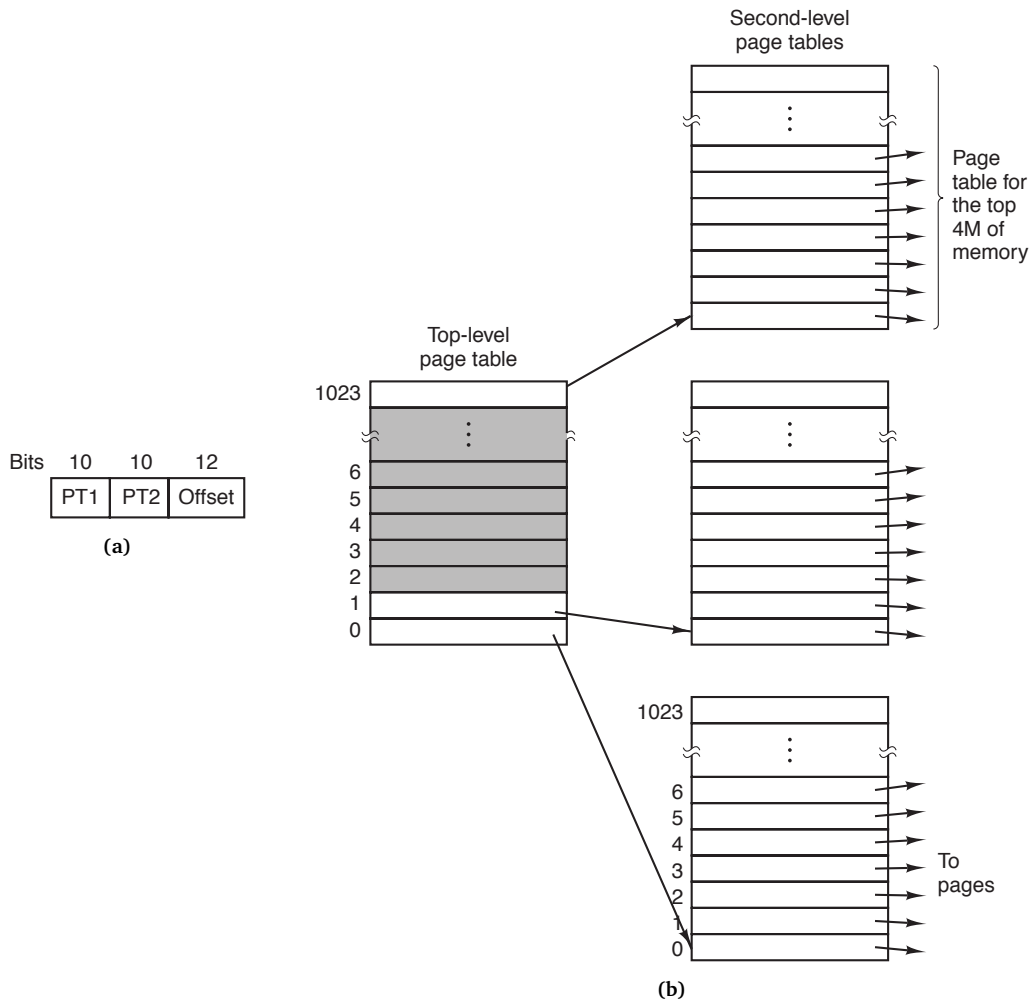 Second-level
page tables
Page
table for
the top
4M of
memory
Top-level
page table
1023
6
5
4
3
2
1
0
Bits 10 10 12
PT1 PT2 Offset
(a)
1023
6
5
4
3
2
1
0
To
pages
(b)